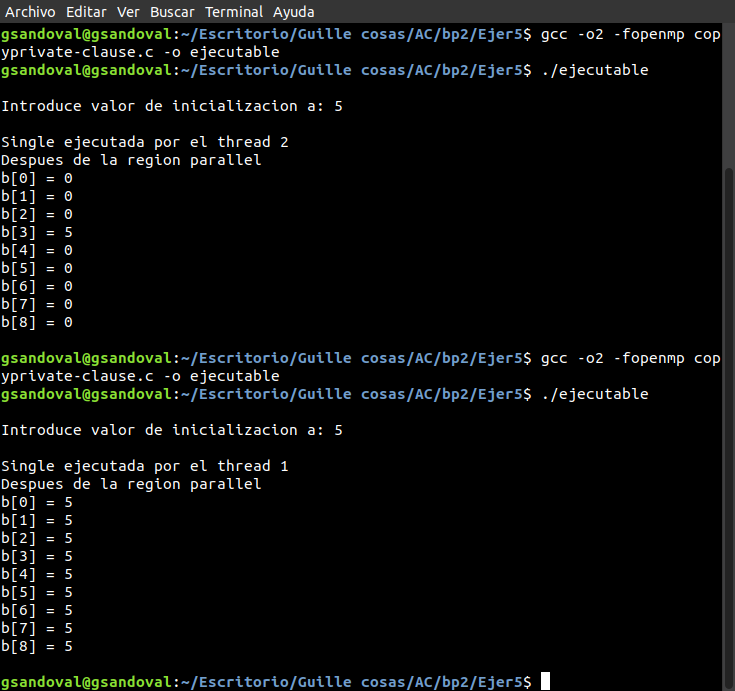 Archivo Editar Ver Buscar Terminal Ayuda
gsandoval@gsandoval:~/Escritorio/Guille cosas/AC/bp2/Ejer5$ gcc -o2 -fopenmp cop
yprivate-clause.c -o ejecutable
gsandoval@gsandoval:~/Escritorio/Guille cosas/AC/bp2/Ejer5$ ./ejecutable
Introduce valor de inicializacion a: 5
Single ejecutada por el thread 2
Despues de la region parallel
b[0] = 0
b[1] = 0
b[2] = 0
b[3] = 5
b[4] = 0
b[5] = 0
b[6] = 0
b[7] = 0
b[8] = 0
gsandoval@gsandoval:~/Escritorio/Guille cosas/AC/bp2/Ejer5$ gcc -o2 -fopenmp cop
yprivate-clause.c -o ejecutable
gsandoval@gsandoval:~/Escritorio/Guille cosas/AC/bp2/Ejer5$ ./ejecutable
Introduce valor de inicializacion a: 5
Single ejecutada por el thread 1
Despues de la region parallel
b[0] = 5
b[1] = 5
b[2] = 5
b[3] = 5
b[4] = 5
b[5] = 5
b[6] = 5
b[7] = 5
b[8] = 5
gsandoval@gsandoval:~/Escritorio/Guille cosas/AC/bp2/Ejer5$